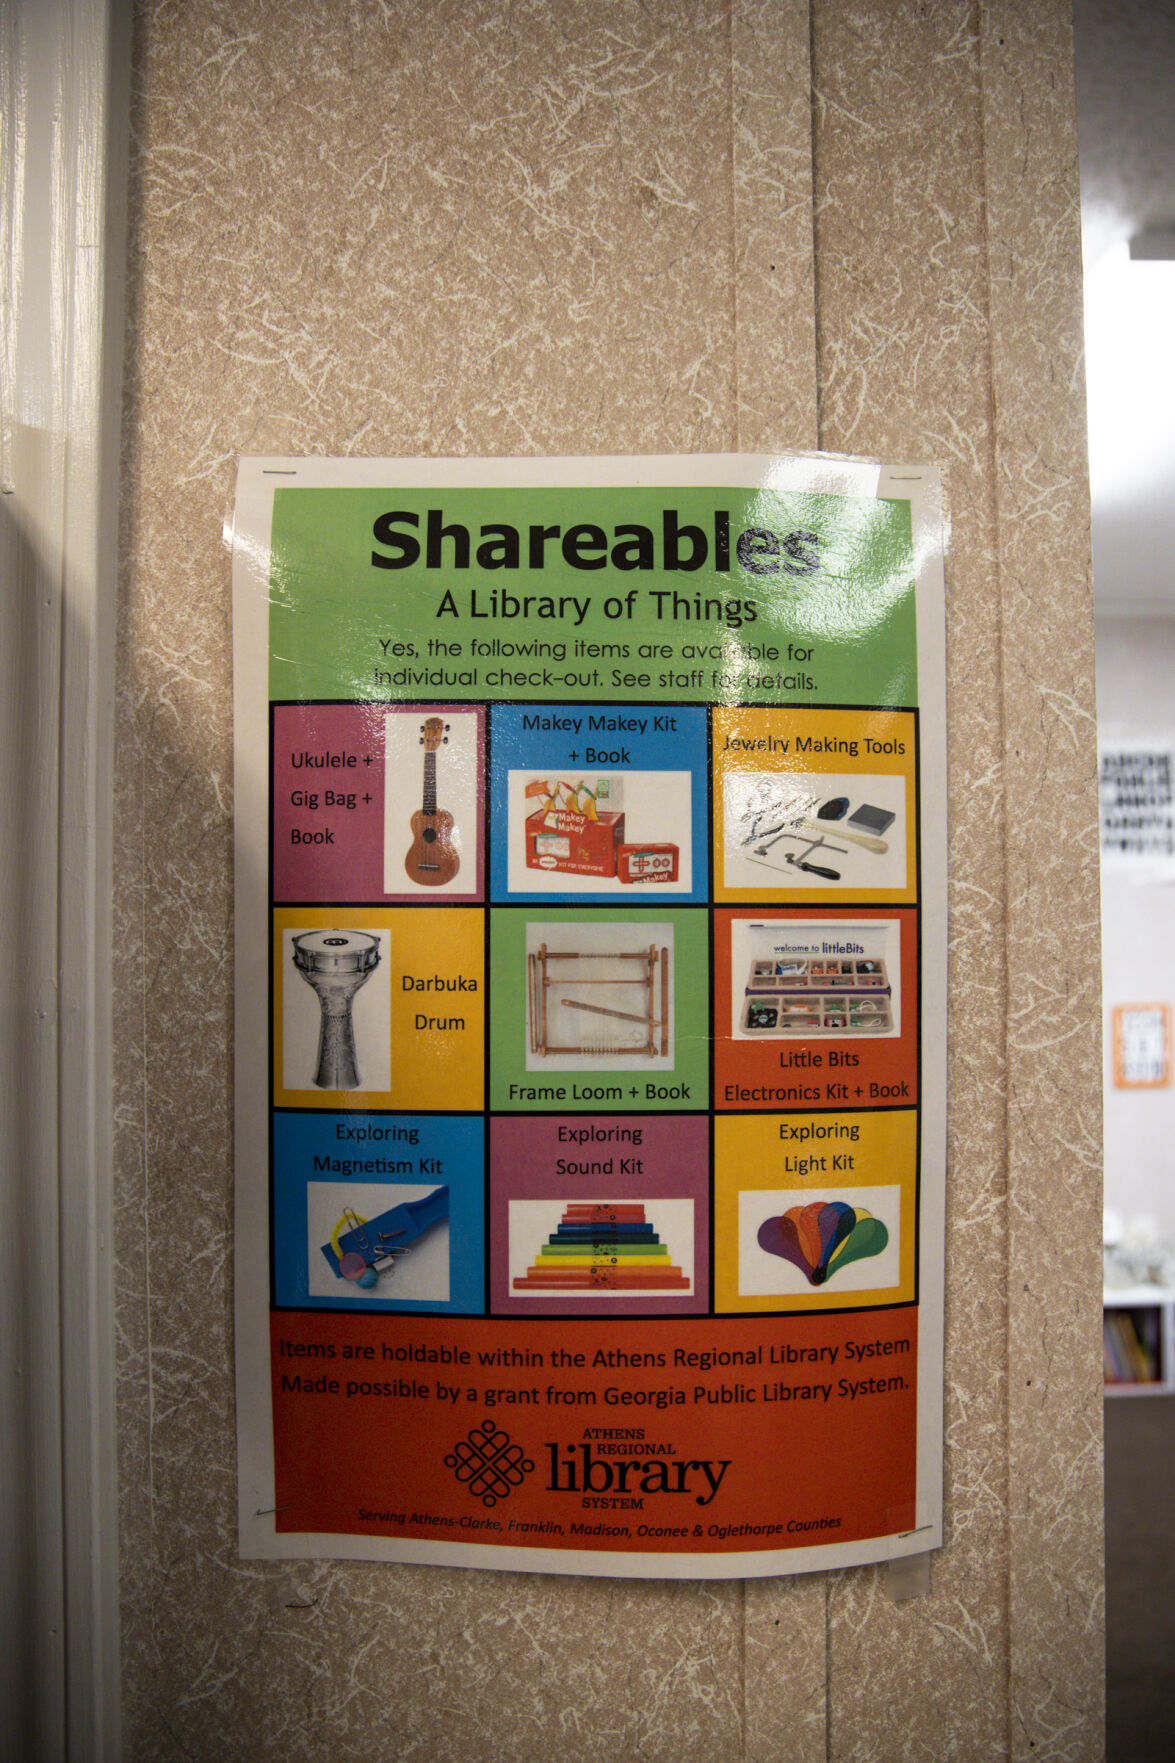 Shareables
A Library of Things
Yes, the following items are available for
individual check-out. See staff for details.
Ukulele +
Gig Bag +
Book
Makey Makey Kit
+ Book
Makey
Makey
Jewelry Making Tools
Darbuka
Drum
Frame Loom + Book
welcome to littleBits
Little Bits
Electronics Kit + Book
Exploring
Magnetism Kit
Exploring
Sound Kit
Exploring
Light Kit
Items are holdable within the Athens Regional Library System
Made possible by a grant from Georgia Public Library System.
ATHENS
REGIONAL
library
SYSTEM
Serving Athens-Clarke, Franklin, Madison, Oconee & Oglethorpe Counties